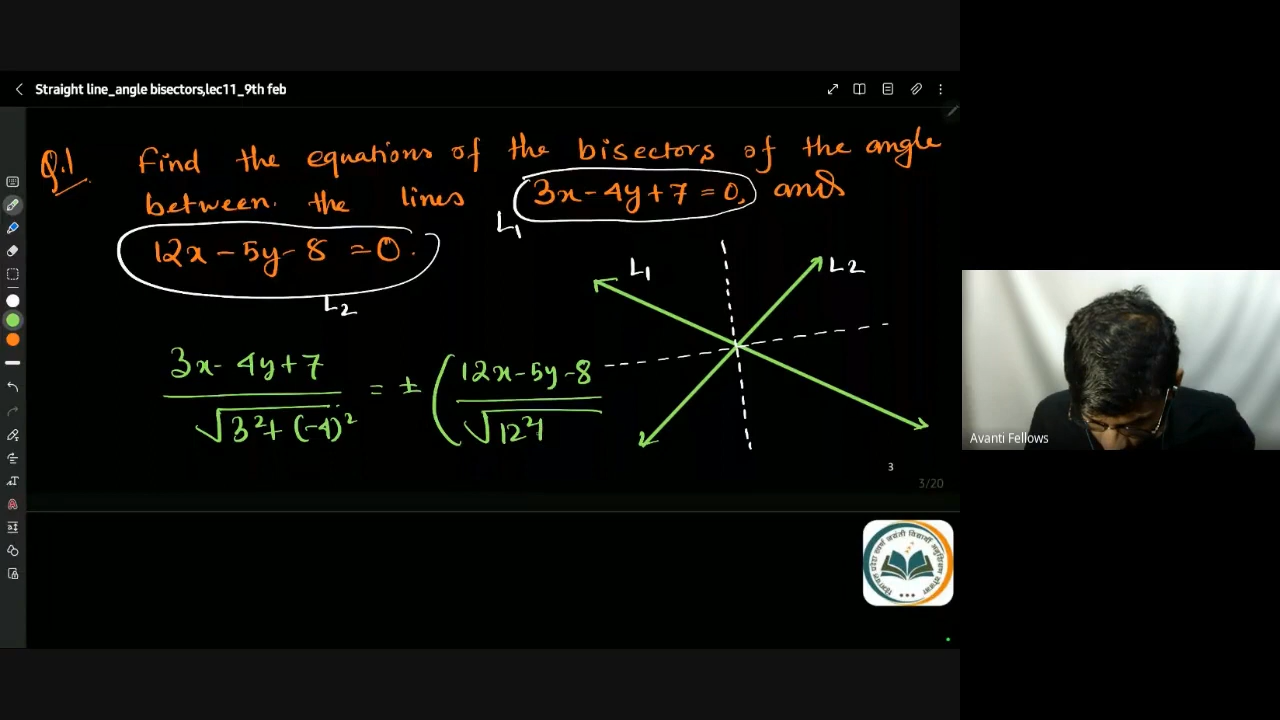 Straight line_angle bisectors,lec11_9th feb
Q.1 Find the equations of the bisectors of the angle
between. the lines 3x - 4y + 7 = 0, and
L1
12x - 5y - 8 = 0.
L2
L1
L2
3x - 4y + 7 / √3²+ (-4)² = ± ( 12x - 5y - 8 / √12²+
Avanti Fellows
3
3/20